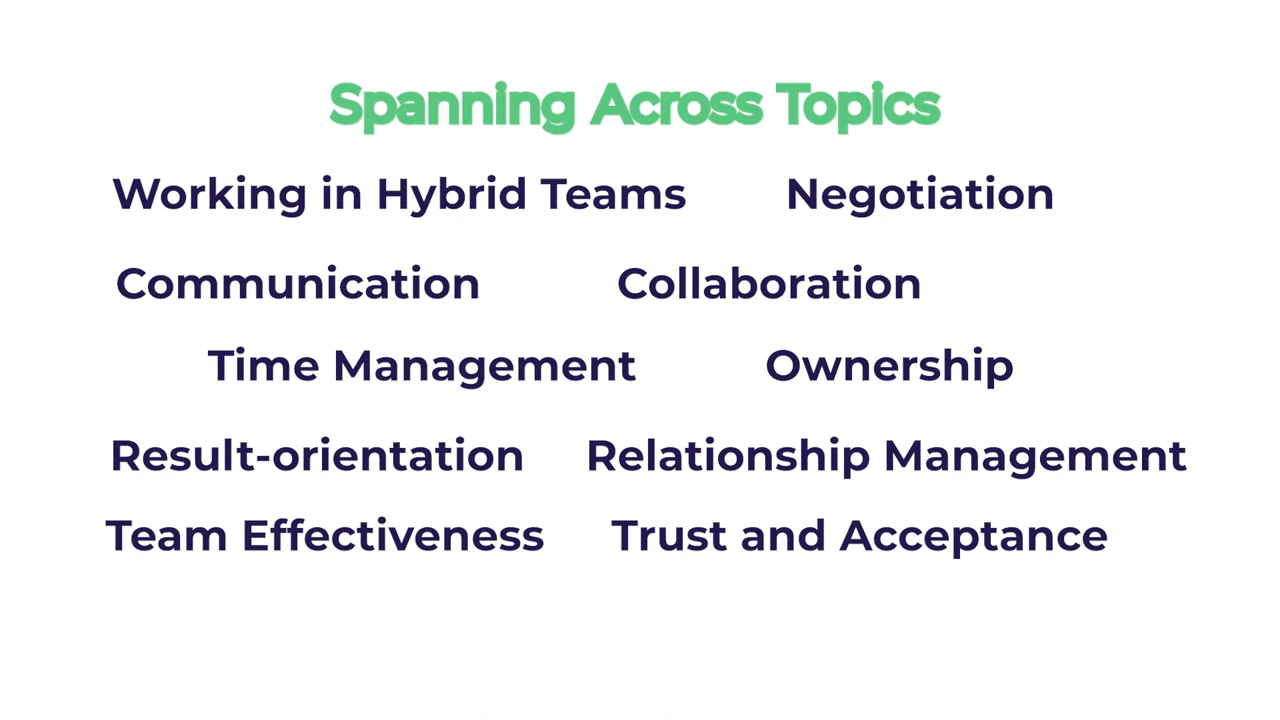 Spanning Across Topics
Working in Hybrid Teams Negotiation
Communication Collaboration
Time Management Ownership
Result-orientation Relationship Management
Team Effectiveness Trust and Acceptance